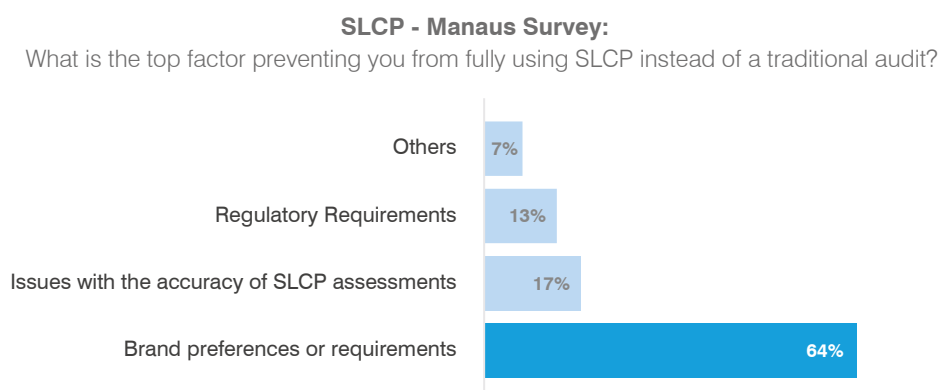 SLCP - Manaus Survey:
What is the top factor preventing you from fully using SLCP instead of a traditional audit?
Others
7%
Regulatory Requirements
13%
Issues with the accuracy of SLCP assessments
17%
Brand preferences or requirements
64%